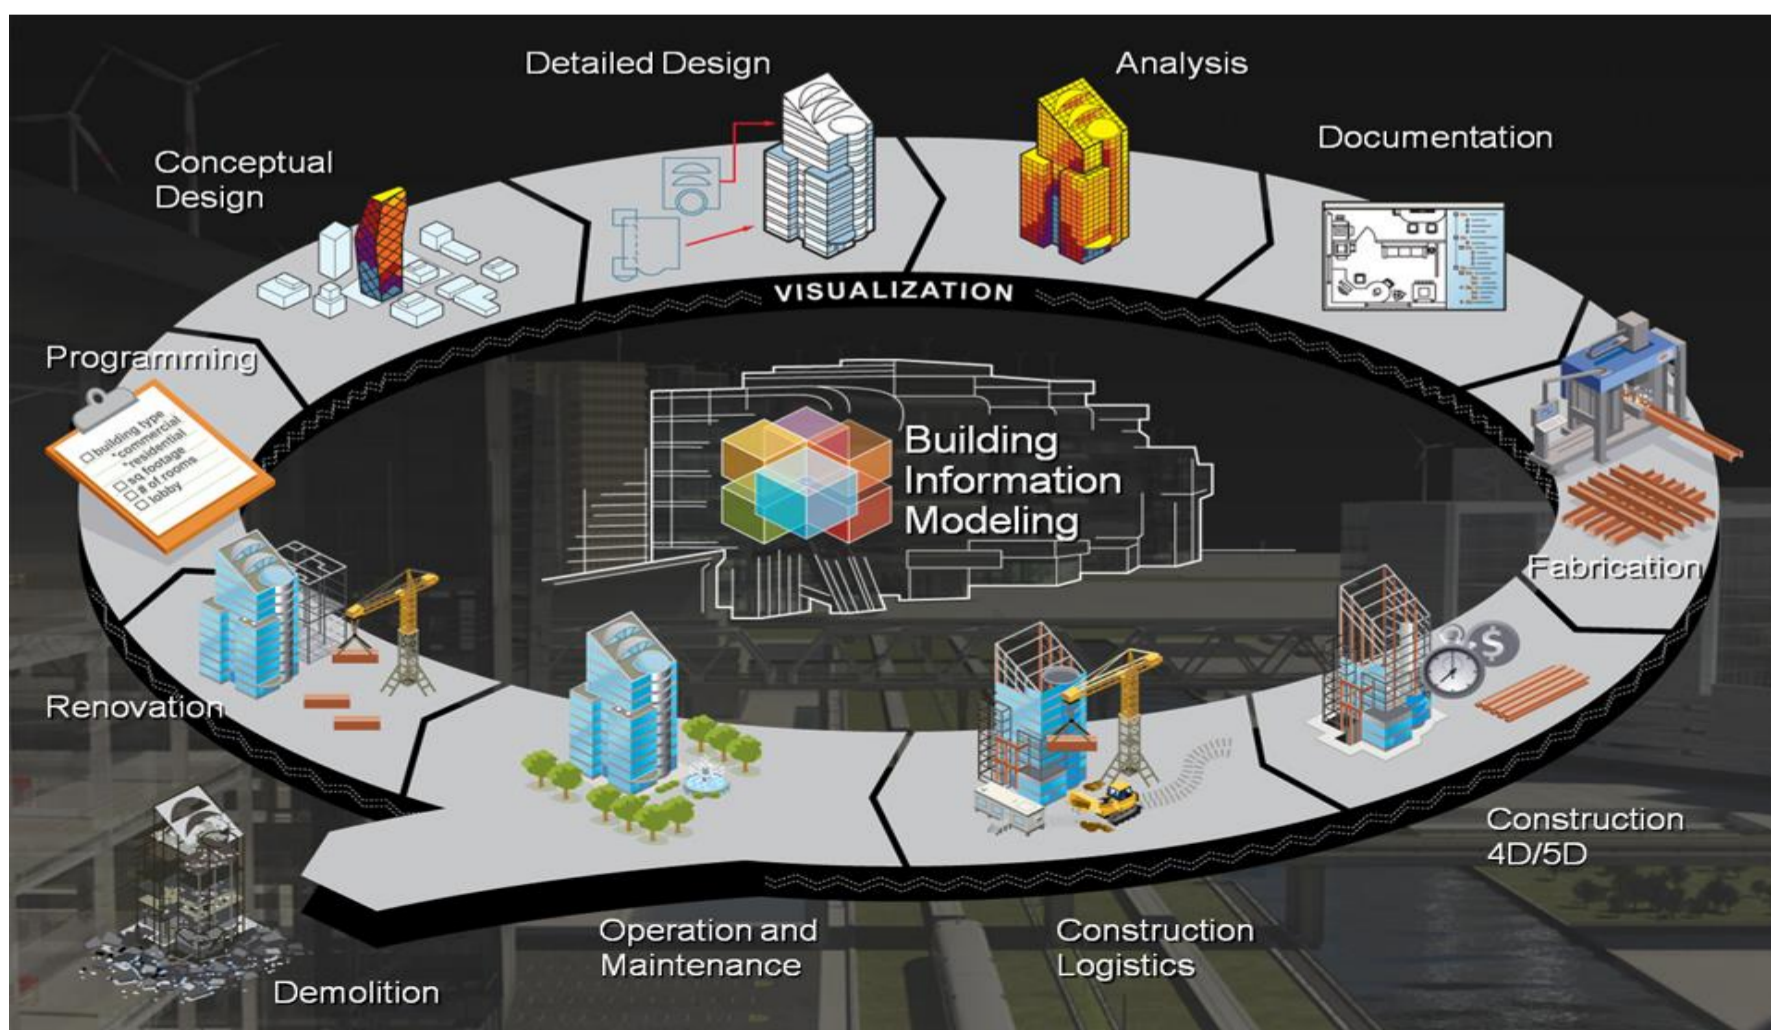 Detailed Design
Analysis
Documentation
Conceptual
Design
VISUALIZATION
Programming
building type
*commercial
*residential
sq footage
# of rooms
lobby
Building
Information
Modeling
Fabrication
$
Renovation
Construction
4D/5D
Operation and
Maintenance
Construction
Logistics
Demolition